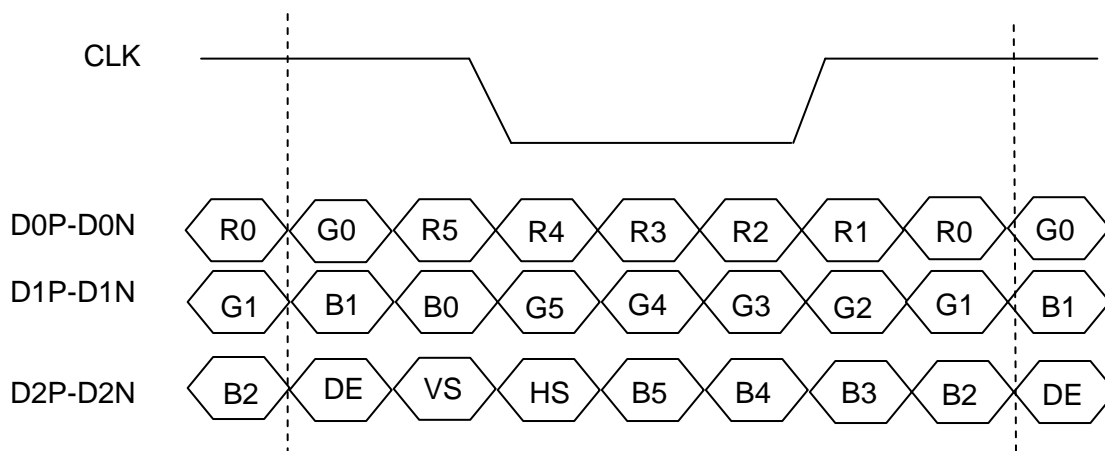 CLK
D0P-D0N R0 G0 R5 R4 R3 R2 R1 R0 G0
D1P-D1N G1 B1 B0 G5 G4 G3 G2 G1 B1
D2P-D2N B2 DE VS HS B5 B4 B3 B2 DE